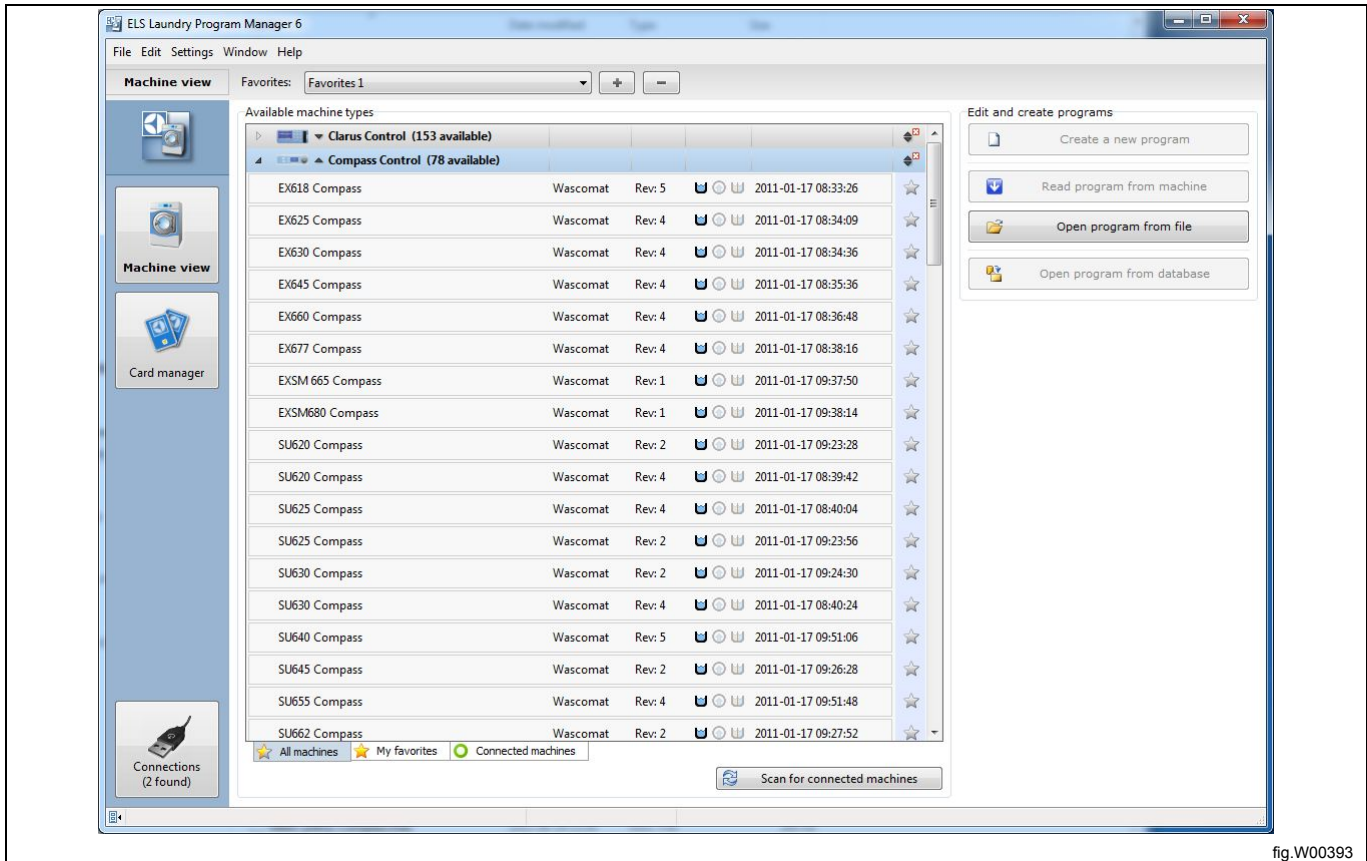 ELS Laundry Program Manager 6
File Edit Settings Window Help
Machine view Favorites: Favorites 1 + -
Available machine types Edit and create programs
Clarus Control (153 available)
Compass Control (78 available)
EX618 Compass Wascomat Rev: 5 2011-01-17 08:33:26
EX625 Compass Wascomat Rev: 4 2011-01-17 08:34:09
EX630 Compass Wascomat Rev: 4 2011-01-17 08:34:36
EX645 Compass Wascomat Rev: 4 2011-01-17 08:35:36
EX660 Compass Wascomat Rev: 4 2011-01-17 08:36:48
EX677 Compass Wascomat Rev: 4 2011-01-17 08:38:16
EXSM 665 Compass Wascomat Rev: 1 2011-01-17 09:37:50
EXSM680 Compass Wascomat Rev: 1 2011-01-17 09:38:14
SU620 Compass Wascomat Rev: 2 2011-01-17 09:23:28
SU620 Compass Wascomat Rev: 4 2011-01-17 08:39:42
SU625 Compass Wascomat Rev: 4 2011-01-17 08:40:04
SU625 Compass Wascomat Rev: 2 2011-01-17 09:23:56
SU630 Compass Wascomat Rev: 2 2011-01-17 09:24:30
SU630 Compass Wascomat Rev: 4 2011-01-17 08:40:24
SU640 Compass Wascomat Rev: 5 2011-01-17 09:51:06
SU645 Compass Wascomat Rev: 2 2011-01-17 09:26:28
SU655 Compass Wascomat Rev: 4 2011-01-17 09:51:48
SU662 Compass Wascomat Rev: 2 2011-01-17 09:27:52
All machines My favorites Connected machines
Scan for connected machines
Create a new program
Read program from machine
Open program from file
Open program from database
Machine view
Card manager
Connections
(2 found)
fig.W00393